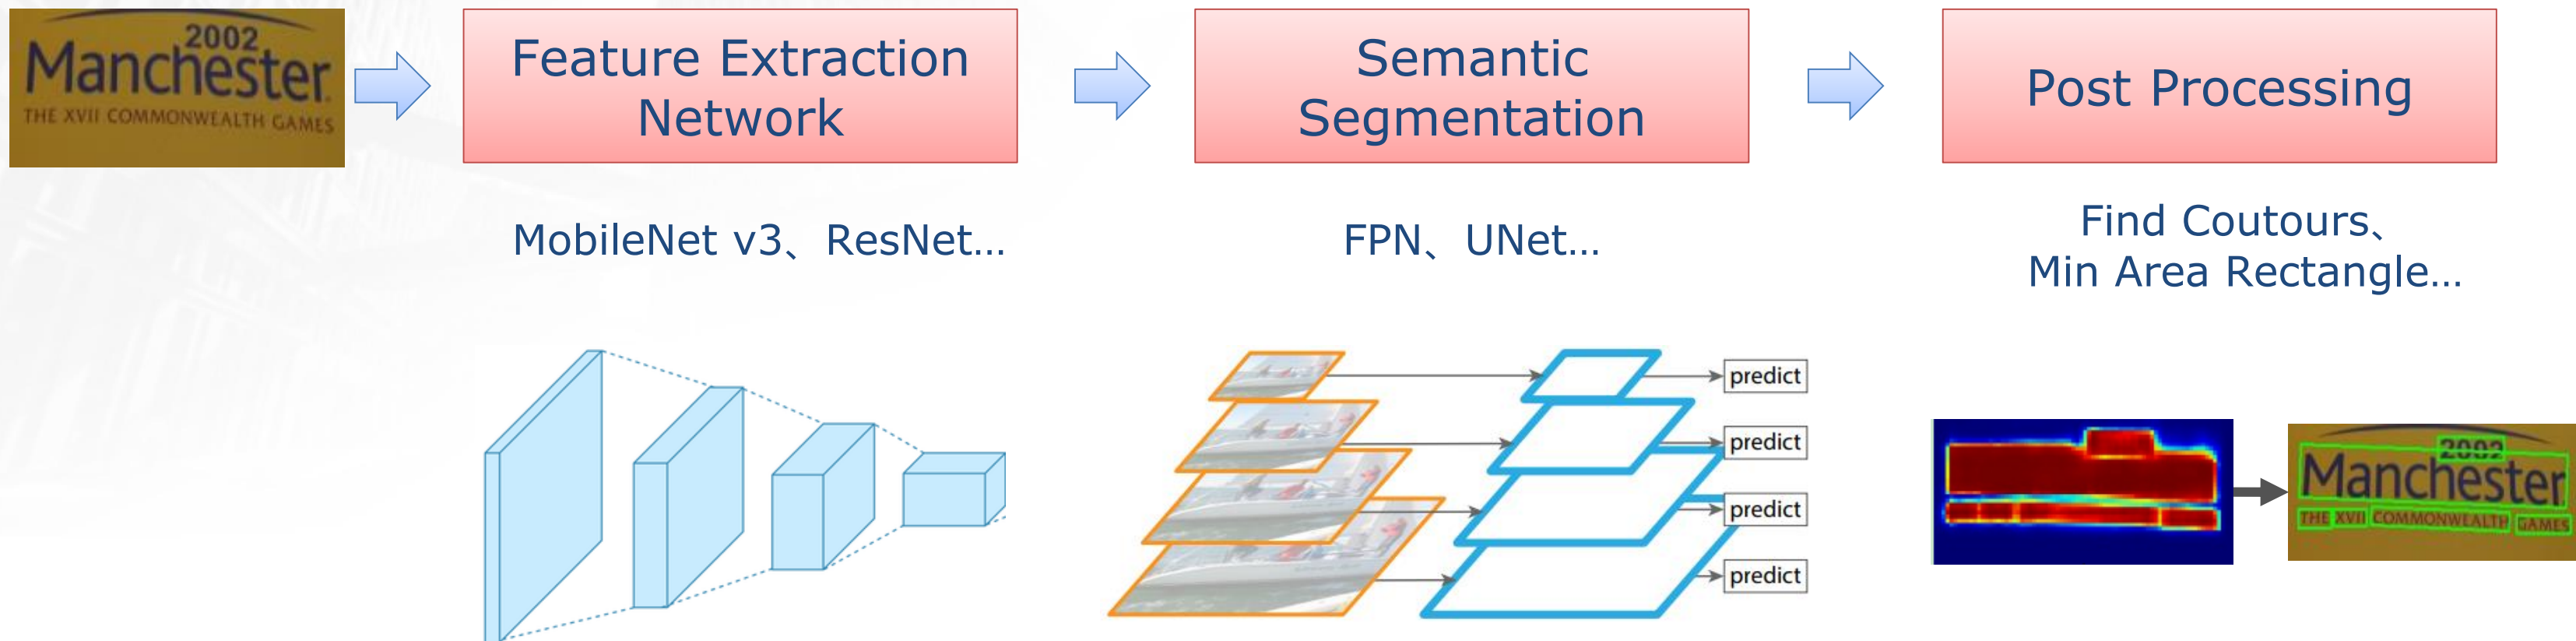 2002
Manchester
THE XVII COMMONWEALTH GAMES
Feature Extraction
Network
Semantic
Segmentation
Post Processing
MobileNet v3、ResNet...
FPN、UNet...
Find Coutours、
Min Area Rectangle...
predict
predict
predict
predict
2002
Manchester
THE XVII COMMONWEALTH GAMES